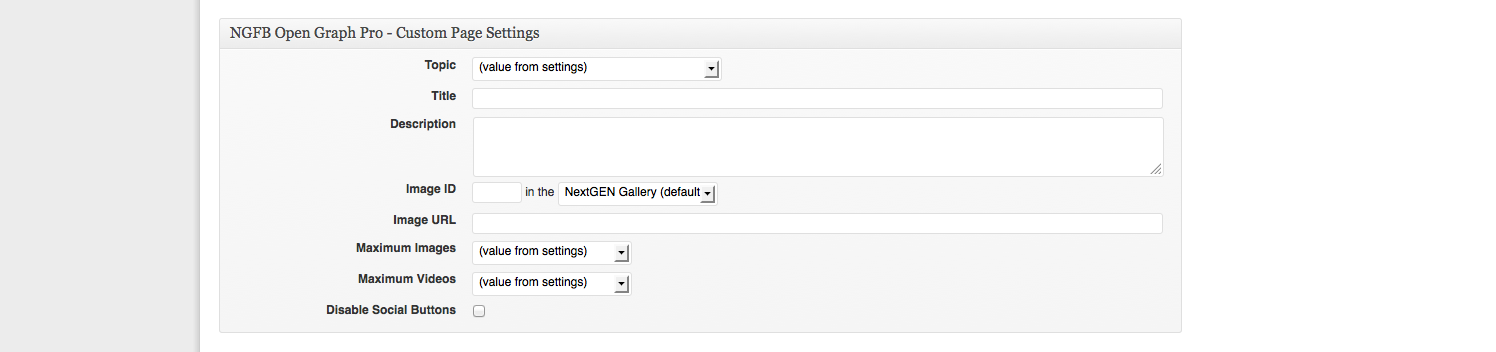 NGFB Open Graph Pro - Custom Page Settings
Topic (value from settings)
Title
Description
Image ID in the NextGEN Gallery (default
Image URL
Maximum Images (value from settings)
Maximum Videos (value from settings)
Disable Social Buttons